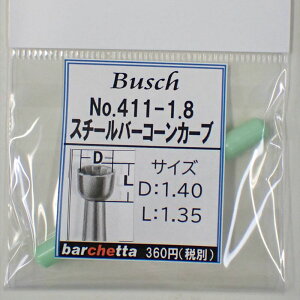 Busch
No.411-1.8
スチールバーコーンカーブ
D
L
サイズ
D:1.40
L:1.35
barchetta 360円(税別)